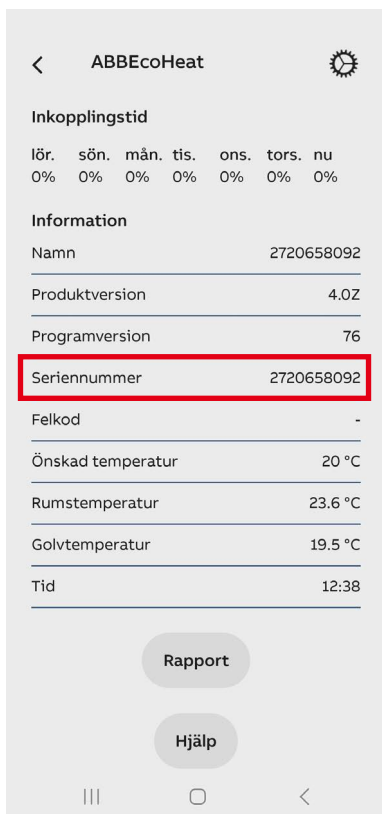 ABBEcoHeat
Inkopplingstid
lör. sön. mån. tis. ons. tors. nu
0% 0% 0% 0% 0% 0% 0%
Information
Namn 2720658092
Produktversion 4.0Z
Programversion 76
Seriennummer 2720658092
Felkod -
Önskad temperatur 20 °C
Rumstemperatur 23.6 °C
Golvtemperatur 19.5 °C
Tid 12:38
Rapport
Hjälp